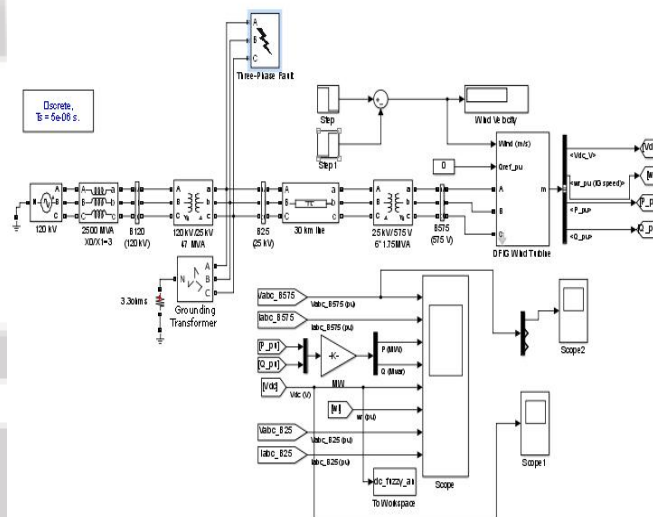 A
B
C
Three-Phase Fault
Discrete,
Ts = 5e-06 s.
Step
Step1
Wind Velocity
0
Wind (m/s)
Qref_pu
A
B
C
m
DFIG Wind Turbine
<Vdc_V>
<wr_pu (IG speed)>
<P_pu>
<Q_pu>
N
A
B
C
120 kV
A
B
C
a
b
c
2500 MVA
X0/X1=3
B120
(120 kV)
A
B
C
a
b
c
120 kV/25 kV
47 MVA
B25
(25 kV)
30 km line
A
B
C
a
b
c
25 kV/575 V
6* 1.75MVA
B575
(575 V)
3.3ohms
N
A
B
C
Grounding
Transformer
Vabc_B575
Vabc_B575 (pu)
Iabc_B575
Iabc_B575 (pu)
[P_pu]
[Q_pu]
-K-
MW
P (MW)
Q (Mvar)
[Vdc]
Vdc (V)
wr (pu)
Vabc_B25
Vabc_B25 (pu)
Iabc_B25
Iabc_B25 (pu)
Scope
To Workspace
Scope2
Scope1